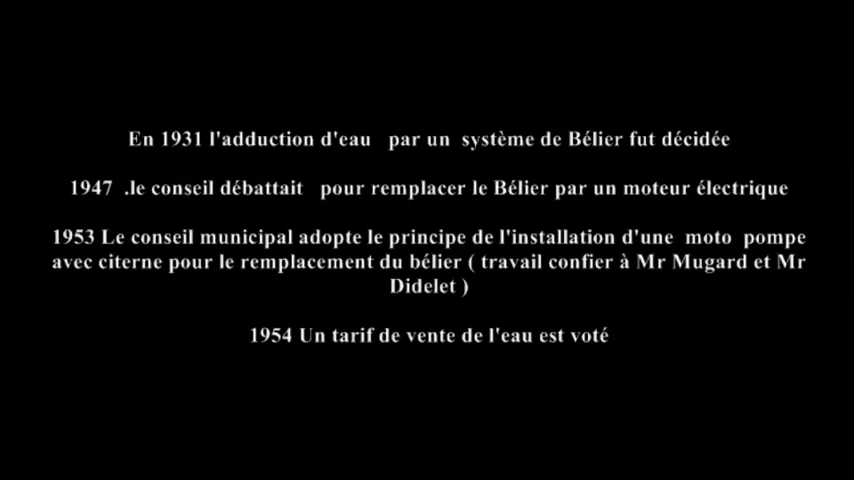 En 1931 l'adduction d'eau par un système de Bélier fut décidée
1947 .le conseil débattait pour remplacer le Bélier par un moteur électrique
1953 Le conseil municipal adopte le principe de l'installation d'une moto pompe
avec citerne pour le remplacement du bélier ( travail confier à Mr Mugard et Mr
Didelet )
1954 Un tarif de vente de l'eau est voté